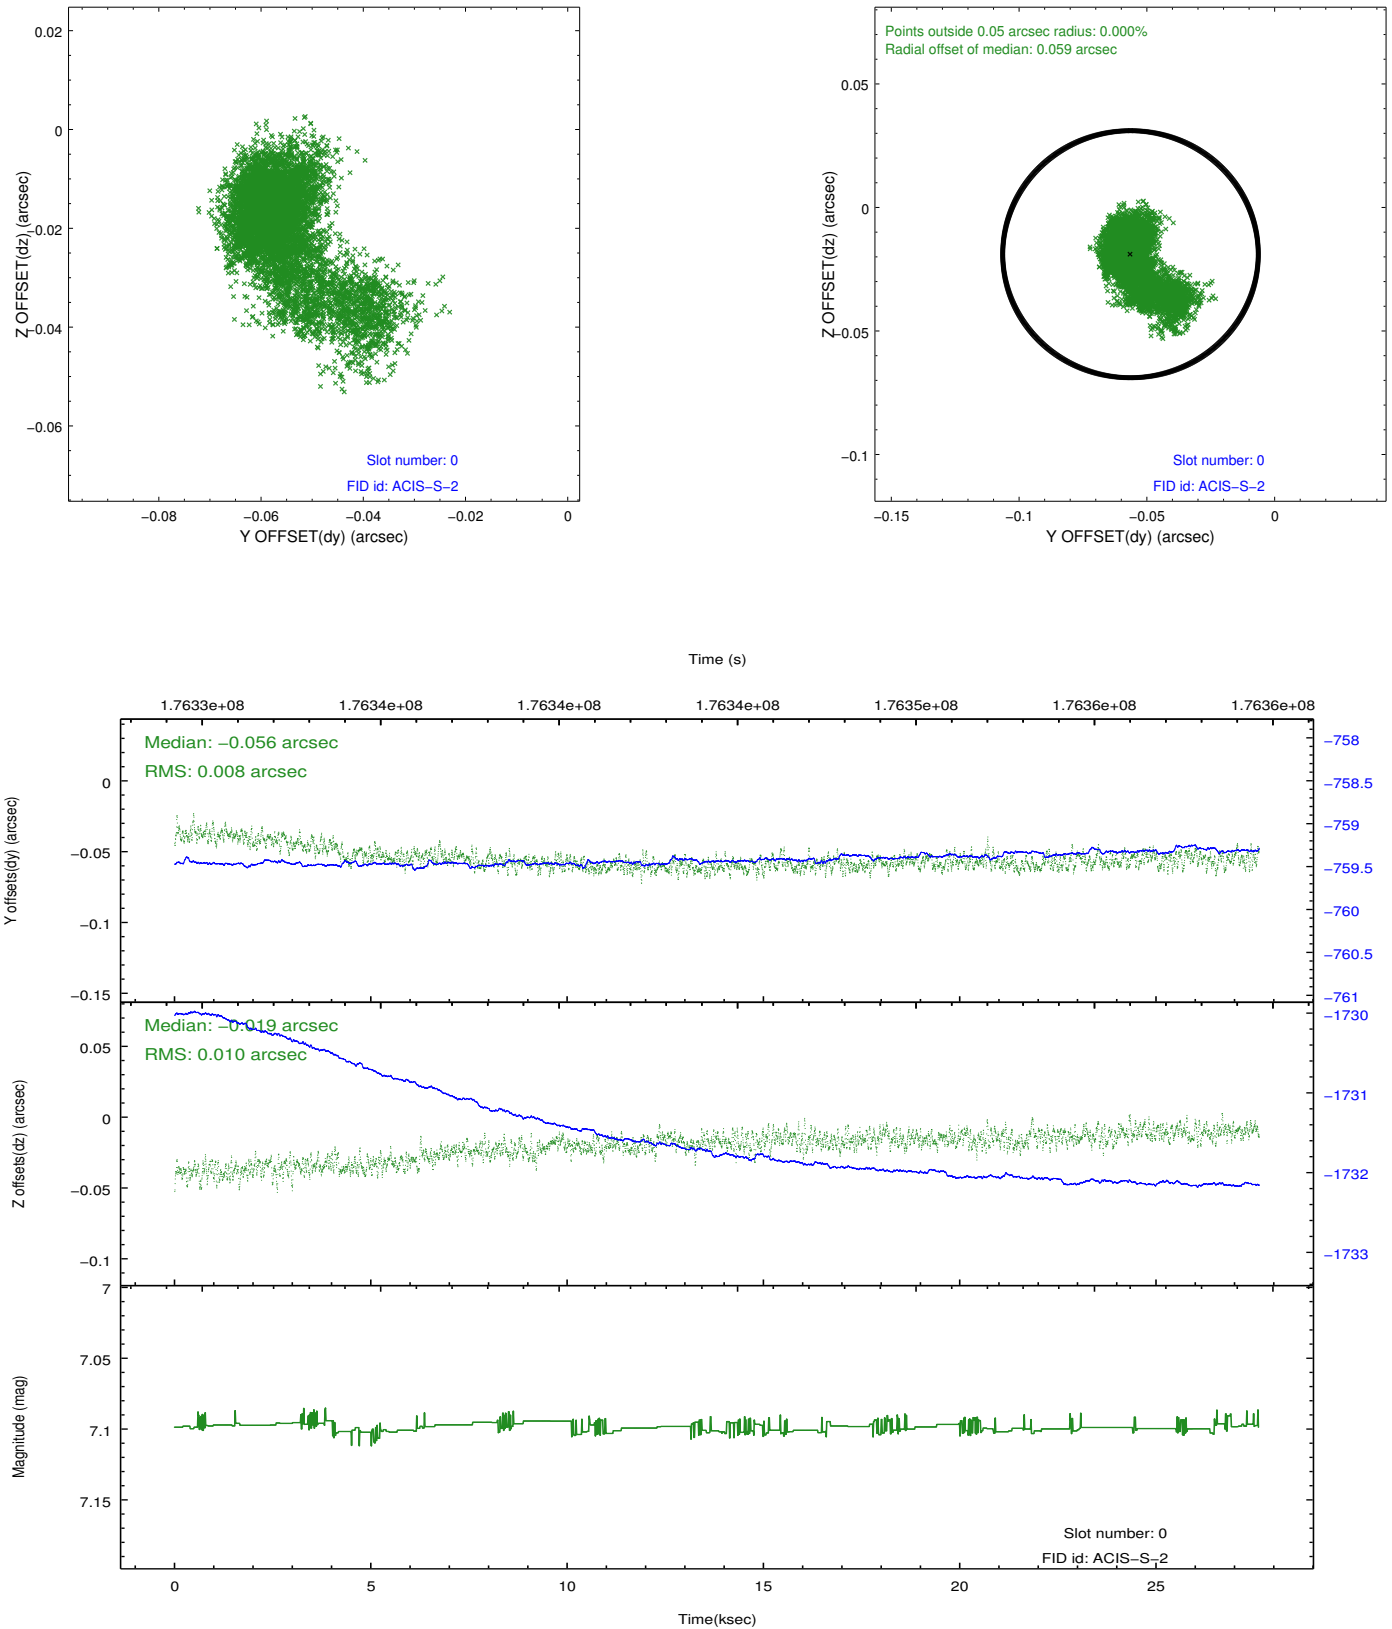 0.02
0
−0.02
−0.04
−0.06
Z OFFSET(dz) (arcsec)
Slot number: 0
FID id: ACIS−S−2
−0.08
−0.06
−0.04
−0.02
0
Y OFFSET(dy) (arcsec)
Points outside 0.05 arcsec radius: 0.000%
Radial offset of median: 0.059 arcsec
0.05
0
−0.05
−0.1
Z OFFSET(dz) (arcsec)
Slot number: 0
FID id: ACIS−S−2
−0.15
−0.1
−0.05
0
Y OFFSET(dy) (arcsec)
Time (s)
1.7633e+08
1.7634e+08
1.7634e+08
1.7634e+08
1.7635e+08
1.7636e+08
1.7636e+08
Median: −0.056 arcsec
RMS: 0.008 arcsec
0
−0.05
−0.1
−0.15
Y offsets(dy) (arcsec)
−758
−758.5
−759
−759.5
−760
−760.5
−761
Median: −0.019 arcsec
RMS: 0.010 arcsec
0.05
0
−0.05
−0.1
Z offsets(dz) (arcsec)
−1730
−1731
−1732
−1733
7
7.05
7.1
7.15
Magnitude (mag)
Slot number: 0
FID id: ACIS−S−2
0
5
10
15
20
25
Time(ksec)